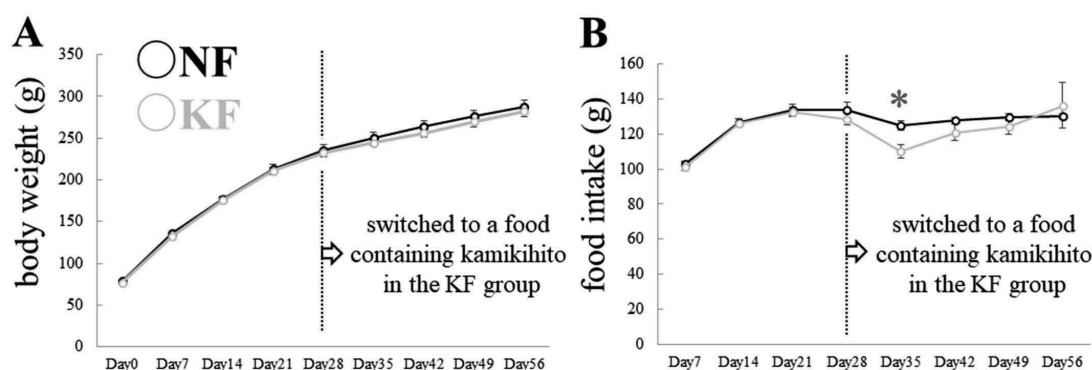 A
body weight (g)
350
300
250
200
150
100
50
0
NF
KF
switched to a food
containing kamikihito
in the KF group
Day0 Day7 Day14 Day21 Day28 Day35 Day42 Day49 Day56
B
food intake (g)
160
140
120
100
80
60
40
20
0
*
switched to a food
containing kamikihito
in the KF group
Day7 Day14 Day21 Day28 Day35 Day42 Day49 Day56